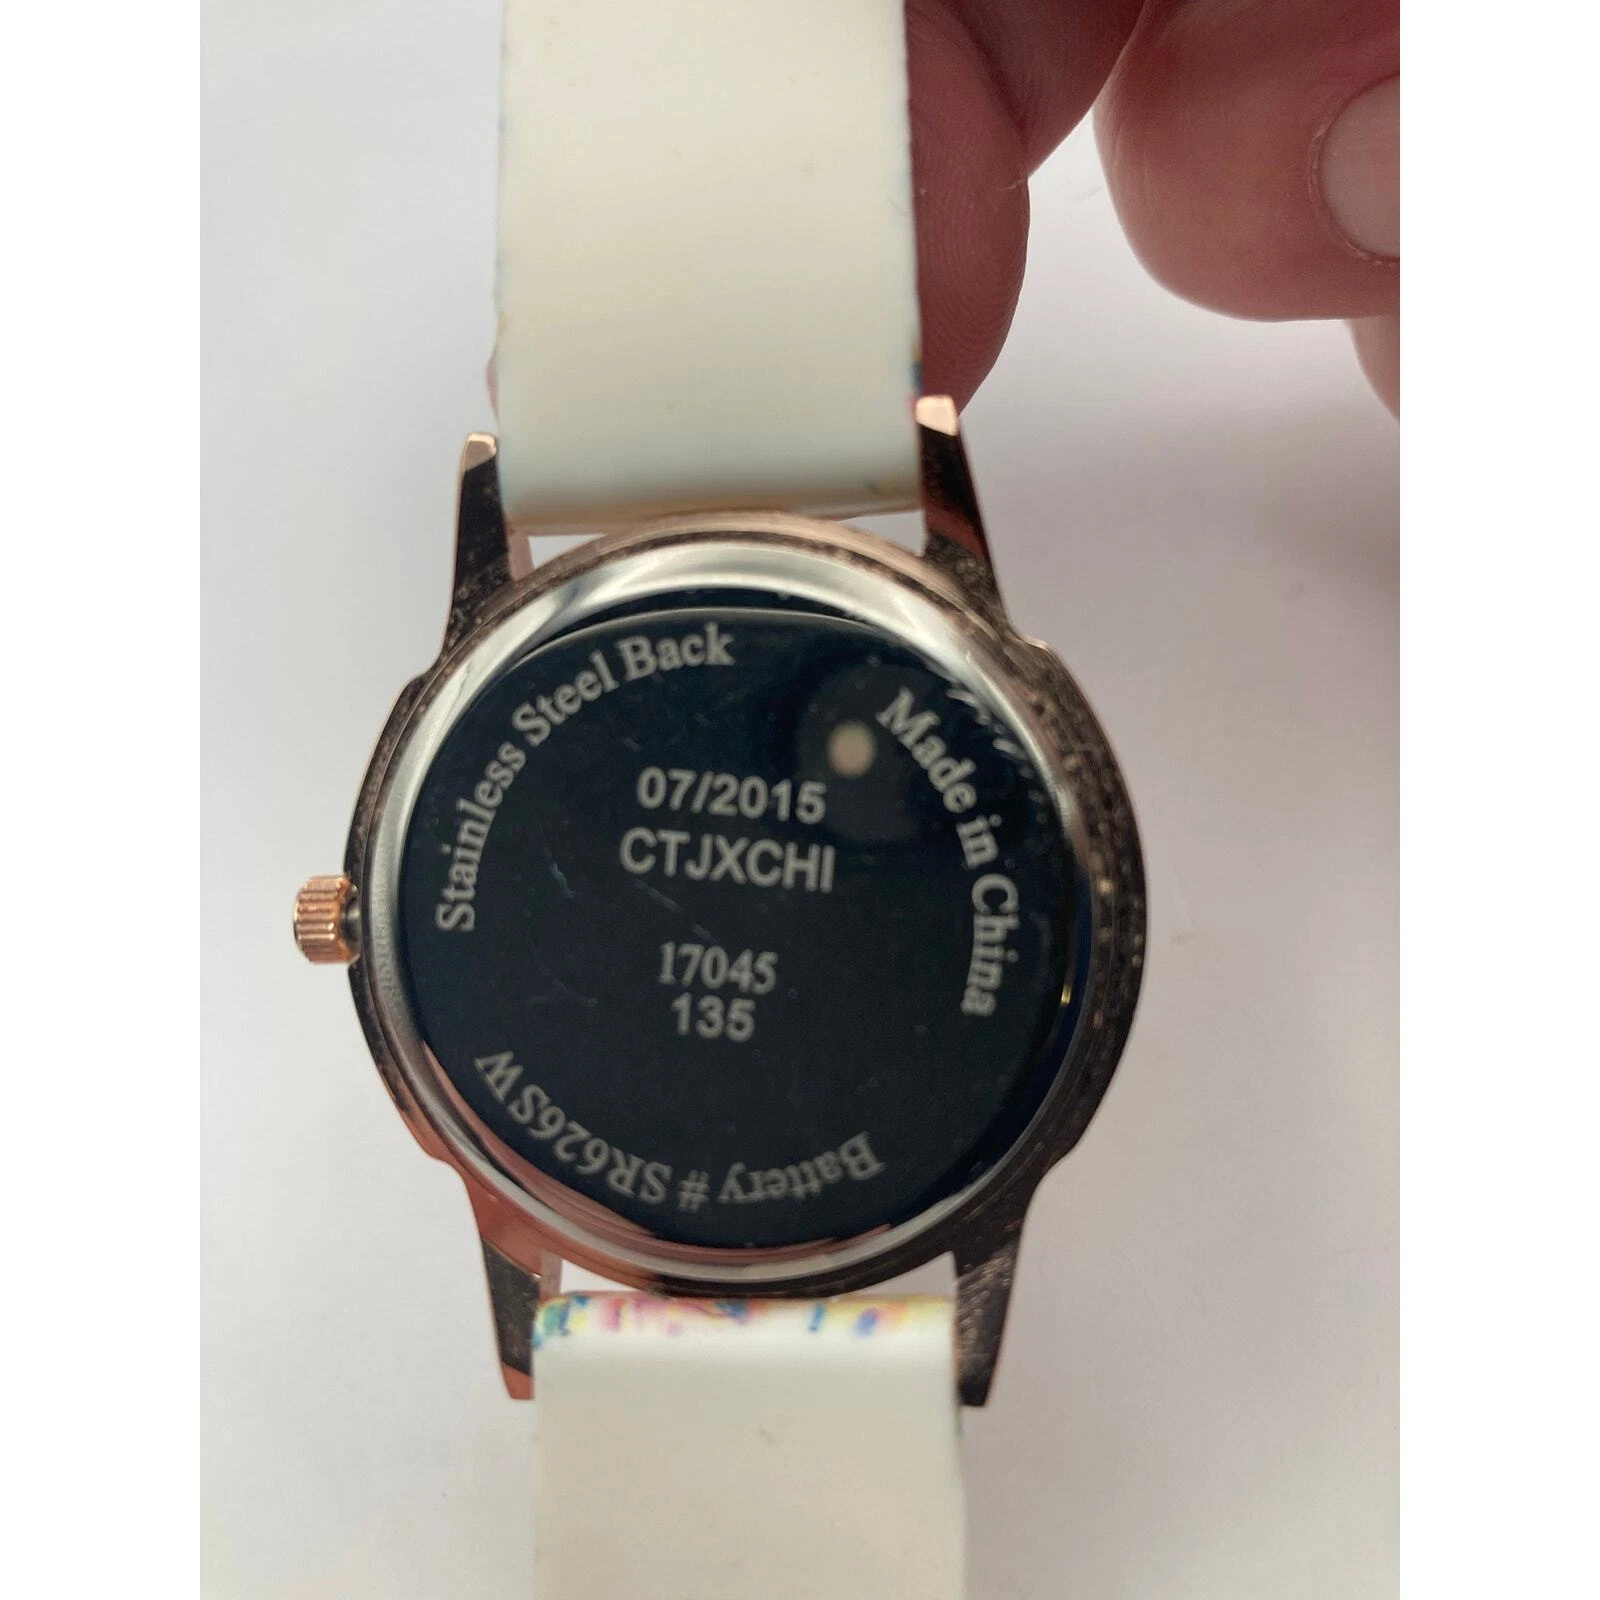 Stainless Steel Back
Made in China
07/2015
CTJXCHI
17045
135
Battery # SR626SW